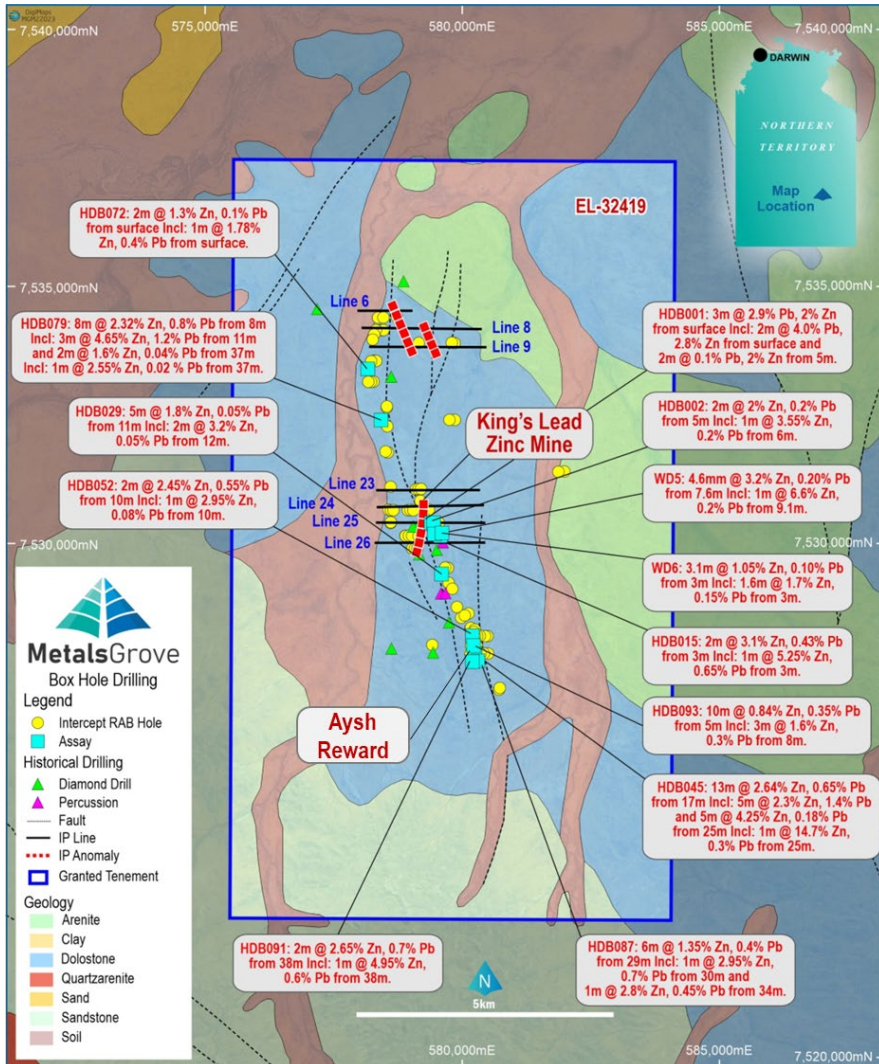 DigiMaps
MGM22023
575,000mE
580,000mE
585,000mE
7,540,000mN
7,540,000mN
DARWIN
NORTHERN
TERRITORY
Map
Location
EL-32419
HDB072: 2m @ 1.3% Zn, 0.1% Pb
from surface Incl: 1m @ 1.78%
Zn, 0.4% Pb from surface.
7,535,000mN
7,535,000mN
Line 6
Line 8
Line 9
HDB079: 8m @ 2.32% Zn, 0.8% Pb from 8m
Incl: 3m @ 4.65% Zn, 1.2% Pb from 11m
and 2m @ 1.6% Zn, 0.04% Pb from 37m
Incl: 1m @ 2.55% Zn, 0.02 % Pb from 37m.
HDB001: 3m @ 2.9% Pb, 2% Zn
from surface Incl: 2m @ 4.0% Pb,
2.8% Zn from surface and
2m @ 0.1% Pb, 2% Zn from 5m.
HDB029: 5m @ 1.8% Zn, 0.05% Pb
from 11m Incl: 2m @ 3.2% Zn,
0.05% Pb from 12m.
King's Lead
Zinc Mine
HDB002: 2m @ 2% Zn, 0.2% Pb
from 5m Incl: 1m @ 3.55% Zn,
0.2% Pb from 6m.
HDB052: 2m @ 2.45% Zn, 0.55% Pb
from 10m Incl: 1m @ 2.95% Zn,
0.08% Pb from 10m.
Line 23
Line 24
Line 25
Line 26
WD5: 4.6mm @ 3.2% Zn, 0.20% Pb
from 7.6m Incl: 1m @ 6.6% Zn,
0.2% Pb from 9.1m.
7,530,000mN
7,530,000mN
WD6: 3.1m @ 1.05% Zn, 0.10% Pb
from 3m Incl: 1.6m @ 1.7% Zn,
0.15% Pb from 3m.
HDB015: 2m @ 3.1% Zn, 0.43% Pb
from 3m Incl: 1m @ 5.25% Zn,
0.65% Pb from 3m.
HDB093: 10m @ 0.84% Zn, 0.35% Pb
from 5m Incl: 3m @ 1.6% Zn,
0.3% Pb from 8m.
Aysh
Reward
HDB045: 13m @ 2.64% Zn, 0.65% Pb
from 17m Incl: 5m @ 2.3% Zn, 1.4% Pb
and 5m @ 4.25% Zn, 0.18% Pb
from 25m Incl: 1m @ 14.7% Zn,
0.3% Pb from 25m.
MetalsGrove
Box Hole Drilling
Legend
Intercept RAB Hole
Assay
Historical Drilling
Diamond Drill
Percussion
Fault
IP Line
IP Anomaly
Granted Tenement
Geology
Arenite
Clay
Dolostone
Quartzarenite
Sand
Sandstone
Soil
HDB091: 2m @ 2.65% Zn, 0.7% Pb
from 38m Incl: 1m @ 4.95% Zn,
0.6% Pb from 38m.
HDB087: 6m @ 1.35% Zn, 0.4% Pb
from 29m Incl: 1m @ 2.95% Zn,
0.7% Pb from 30m and
1m @ 2.8% Zn, 0.45% Pb from 34m.
N
5km
580,000mE
585,000mE
7,520,000mN